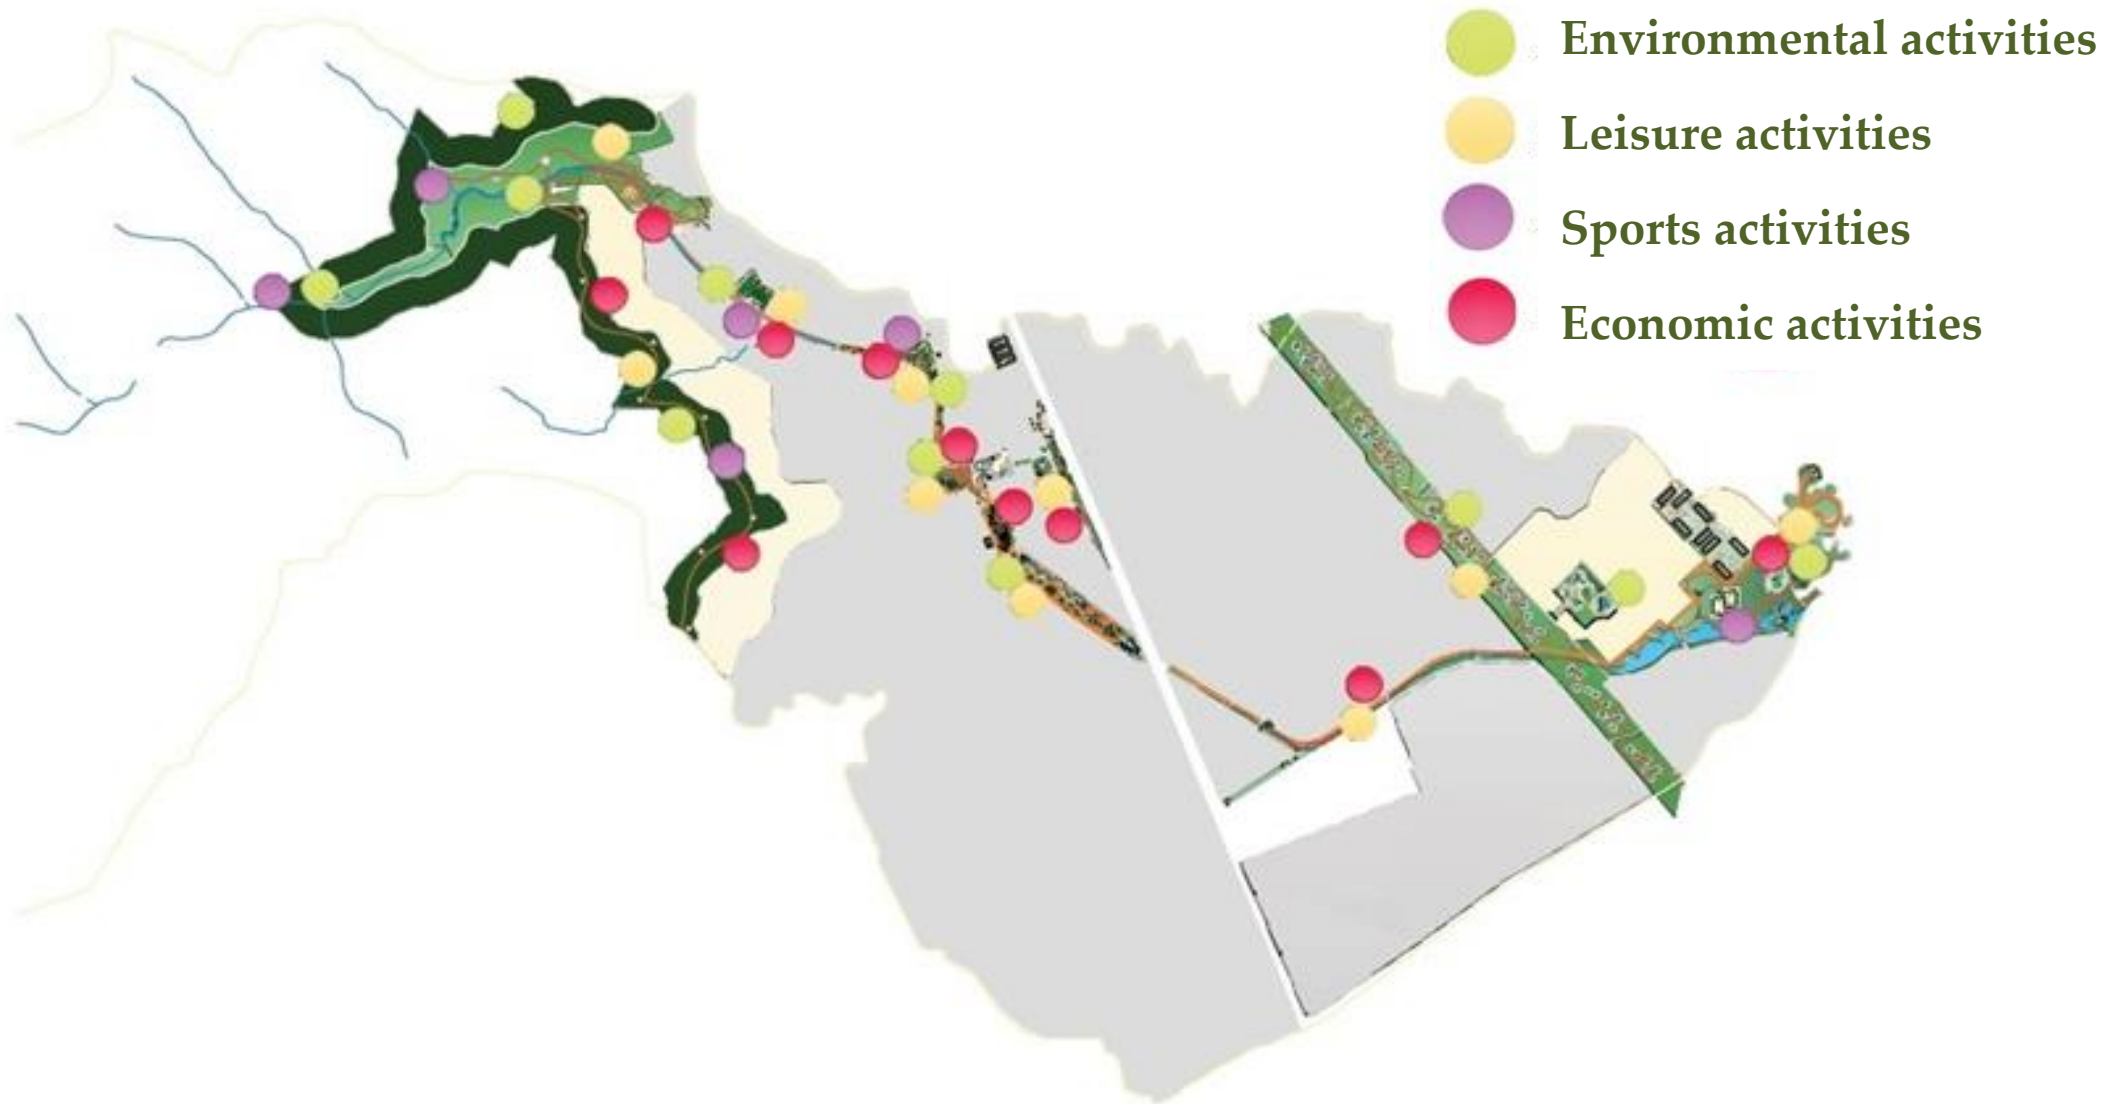 Environmental activities
Leisure activities
Sports activities
Economic activities